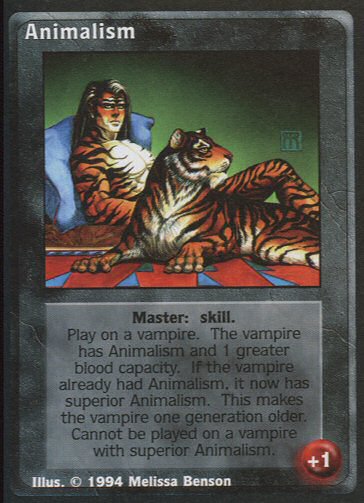 Animalism
Master: skill.
Play on a vampire. The vampire
has Animalism and 1 greater
blood capacity. If the vampire
already had Animalism, it now has
superior Animalism. This makes
the vampire one generation older.
Cannot be played on a vampire
with superior Animalism.
+1
Illus. © 1994 Melissa Benson